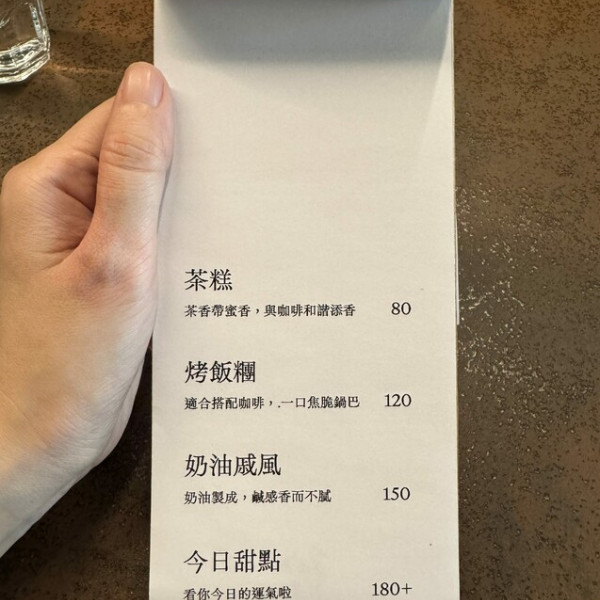 茶糕
茶香帶蜜香，與咖啡和諧添香 80
烤飯糰
適合搭配咖啡，.一口焦脆鍋巴 120
奶油戚風
奶油製成，鹹感香而不膩 150
今日甜點
看你今日的運氣啦 180+